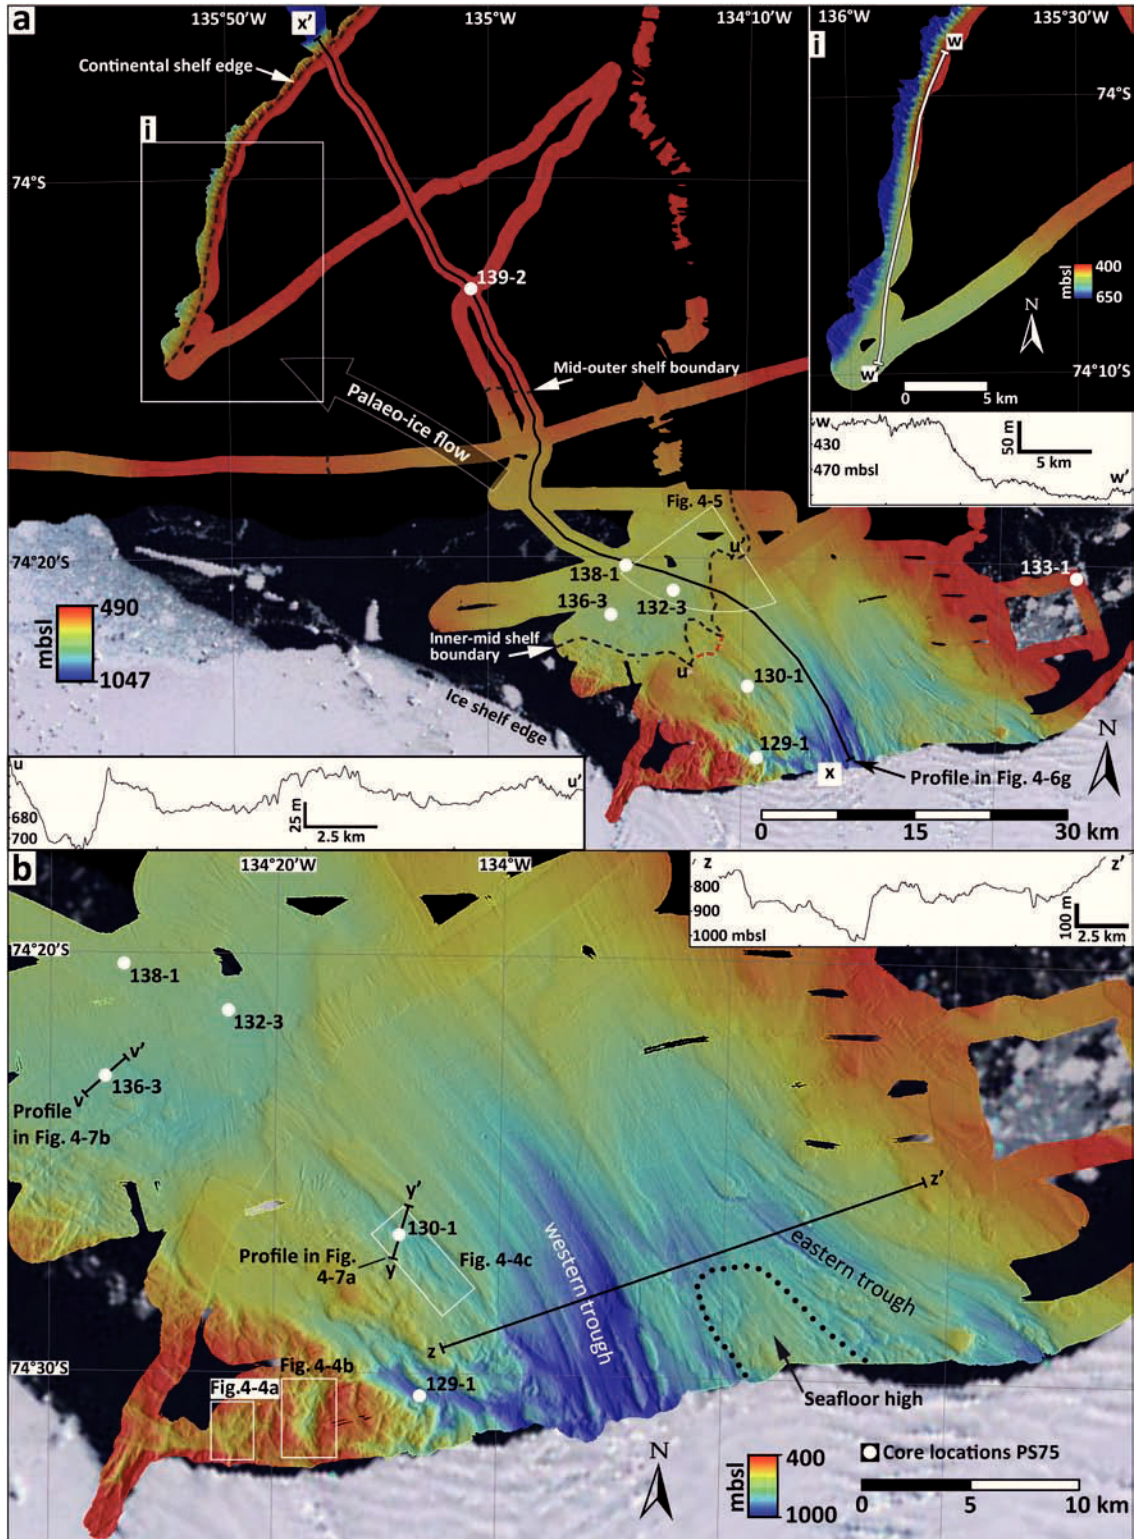 a
135°50'W
135°W
134°10'W
x'
Continental shelf edge
i
74°S
139-2
Mid-outer shelf boundary
Palaeo-ice flow
Fig. 4-5
u'
74°20'S
138-1
136-3
132-3
133-1
490
mbsl
1047
Inner-mid shelf
boundary
u
130-1
Ice shelf edge
129-1
x
Profile in Fig. 4-6g
N
0
15
30 km
i
136°W
135°30'W
w
74°S
400
mbsl
650
N
w'
74°10'S
0
5 km
w
430
470 mbsl
50 m
5 km
w'
u
680
700
25 m
2.5 km
u'
b
134°20'W
134°W
z
800
900
1000 mbsl
z'
100 m
2.5 km
74°20'S
138-1
132-3
v'
136-3
v
Profile
in Fig. 4-7b
y'
130-1
Profile in Fig.
4-7a
y
Fig. 4-4c
western trough
eastern trough
z'
z
74°30'S
Fig. 4-4b
Fig.4-4a
129-1
Seafloor high
N
400
mbsl
1000
Core locations PS75
0
5
10 km